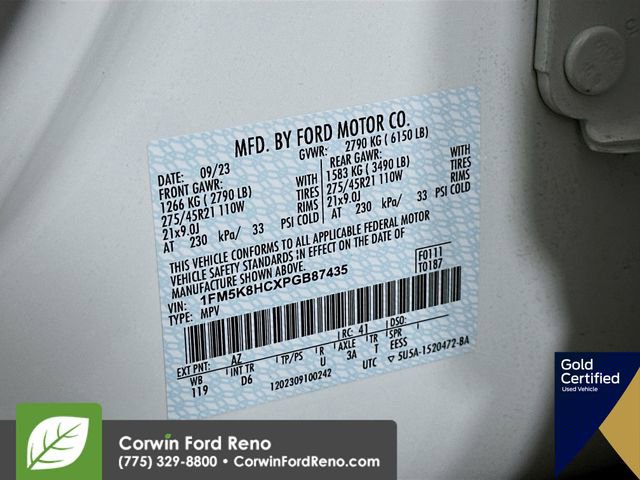 MFD. BY FORD MOTOR CO.
DATE: 09/23 GVWR: 2790 KG ( 6150 LB)
FRONT GAWR: WITH REAR GAWR: WITH
1266 KG ( 2790 LB) TIRES 1583 KG ( 3490 LB) TIRES
275/45R21 110W RIMS 275/45R21 110W RIMS
21x9.0J 21x9.0J
AT 230 kPa/ 33 PSI COLD AT 230 kPa/ 33 PSI COLD
THIS VEHICLE CONFORMS TO ALL APPLICABLE FEDERAL MOTOR
VEHICLE SAFETY STANDARDS IN EFFECT ON THE DATE OF
MANUFACTURE SHOWN ABOVE.
VIN: 1FM5K8HCXPGB87435 F0111
TYPE: MPV T0187
EXT PNT: AZ RC: 41 DSO:
WB INT TR TP/PS R AXLE TR SPR
119 D6 U 3A T EESS
1202309100242 UTC ▽ 5U5A-1520472-BA
Gold
Certified
Used Vehicle
Corwin Ford Reno
(775) 329-8800 • CorwinFordReno.com